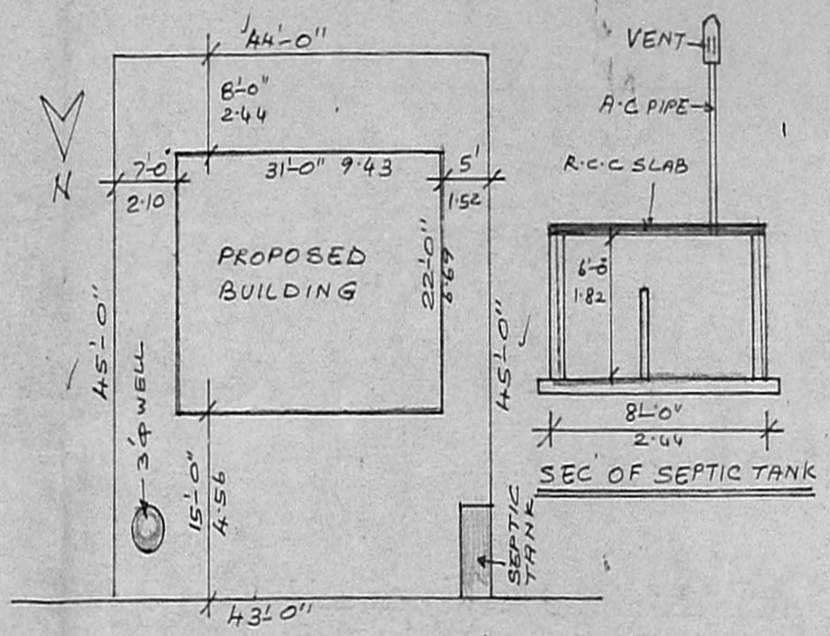 44'-0"
8'-0"
2.44
N
7'-0"
2.10
31'-0" 9.43
5'
1.52
PROPOSED
BUILDING
22'-0"
6.69
45'-0"
45'-0"
3'φ WELL
15'-0"
4.56
SEPTIC
TANK
43'-0"
VENT
A.C PIPE
R.C.C SLAB
6'-0
1.82
8'-0"
2.44
SEC OF SEPTIC TANK